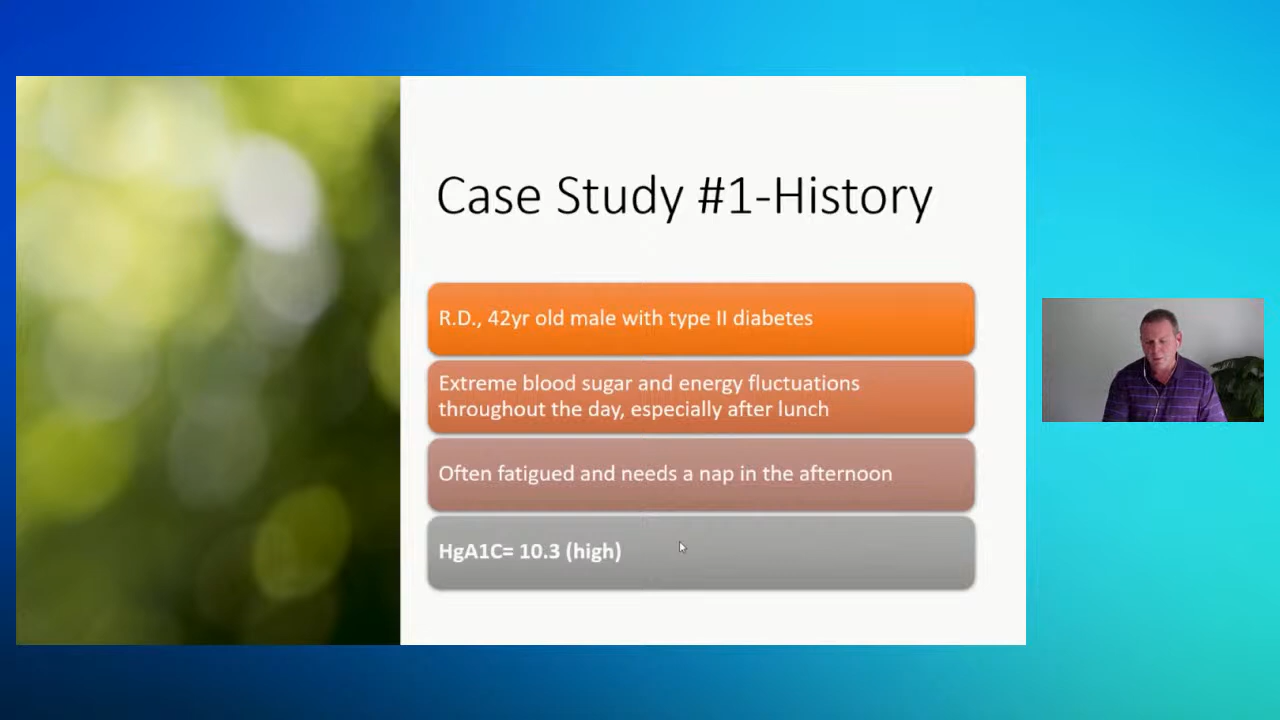 Case Study #1-History
R.D., 42yr old male with type II diabetes
Extreme blood sugar and energy fluctuations
throughout the day, especially after lunch
Often fatigued and needs a nap in the afternoon
HgA1C= 10.3 (high)